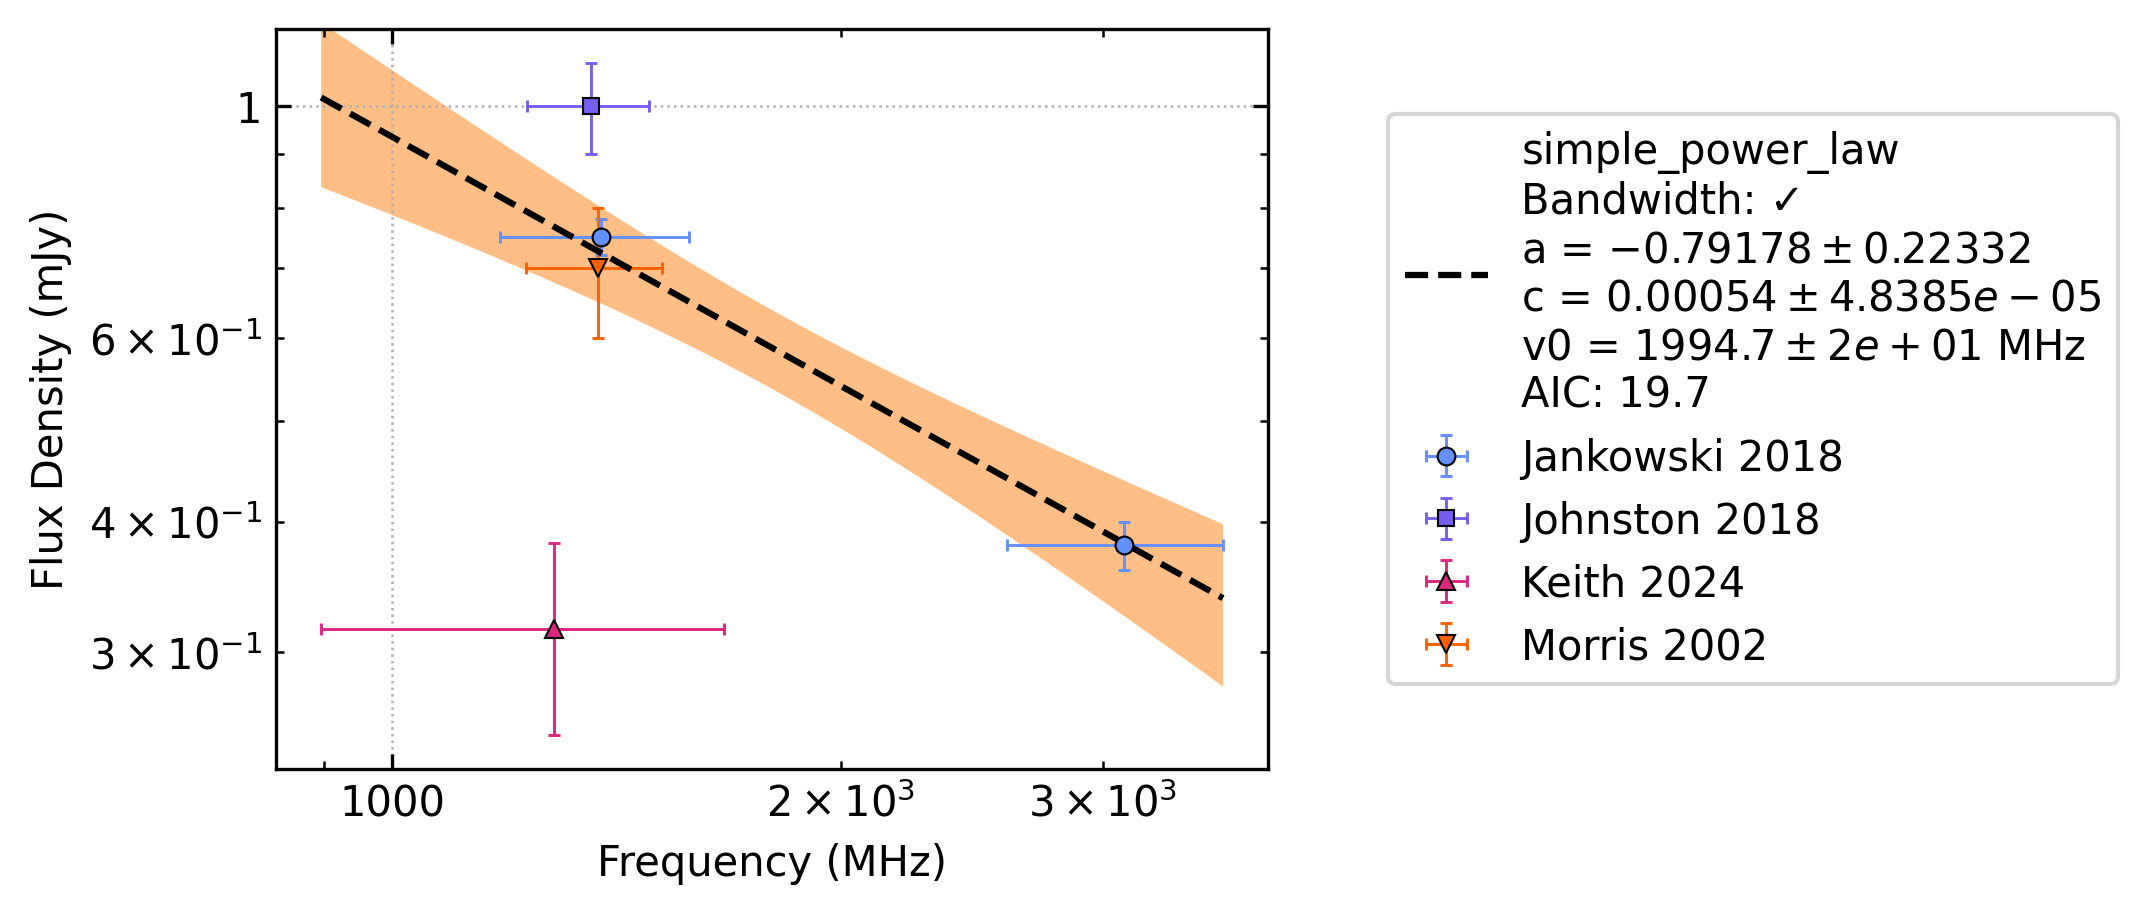 1
6 × 10⁻¹
4 × 10⁻¹
3 × 10⁻¹
Flux Density (mJy)
1000
2 × 10³
3 × 10³
Frequency (MHz)
simple_power_law
Bandwidth: ✓
a = −0.79178 ± 0.22332
c = 0.00054 ± 4.8385e − 05
v0 = 1994.7 ± 2e + 01 MHz
AIC: 19.7
Jankowski 2018
Johnston 2018
Keith 2024
Morris 2002